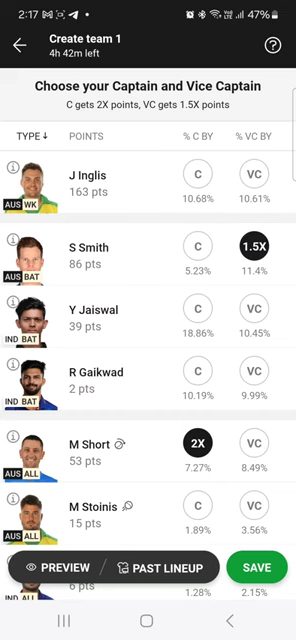 2:17 47%
Create team 1
4h 42m left
Choose your Captain and Vice Captain
C gets 2X points, VC gets 1.5X points
TYPE↓ POINTS % C BY % VC BY
J Inglis
163 pts
C VC
AUS WK
10.68% 10.61%
S Smith
86 pts
C 1.5X
AUS BAT
5.23% 11.4%
Y Jaiswal
39 pts
C VC
IND BAT
18.86% 10.45%
R Gaikwad
2 pts
C VC
IND BAT
10.19% 9.99%
M Short
53 pts
2X VC
AUS ALL
7.27% 8.49%
M Stoinis
15 pts
C VC
AUS ALL
1.89% 3.56%
PREVIEW / PAST LINEUP SAVE
6 pts
IND ALL
1.28% 2.15%